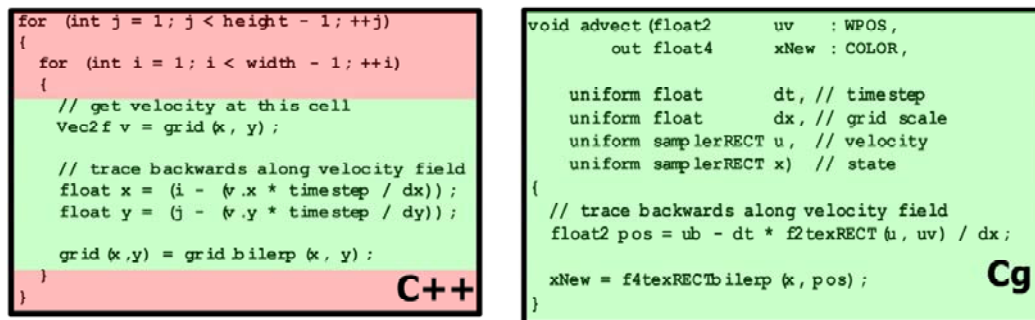 for (int j = 1; j < height - 1; ++j)
{
for (int i = 1; i < width - 1; ++i)
{
// get velocity at this cell
Vec2f v = grid(x, y);
// trace backwards along velocity field
float x = (i - (v.x * timestep / dx));
float y = (j - (v.y * timestep / dy));
grid(x,y) = grid.bilerp(x, y);
}
}
C++
void advect(float2 uv : WPOS,
out float4 xNew : COLOR,
uniform float dt, // timestep
uniform float dx, // grid scale
uniform samplerRECT u, // velocity
uniform samplerRECT x) // state
{
// trace backwards along velocity field
float2 pos = ub - dt * f2texRECT(u, uv) / dx;
xNew = f4texRECTbilerp(x, pos);
}
Cg